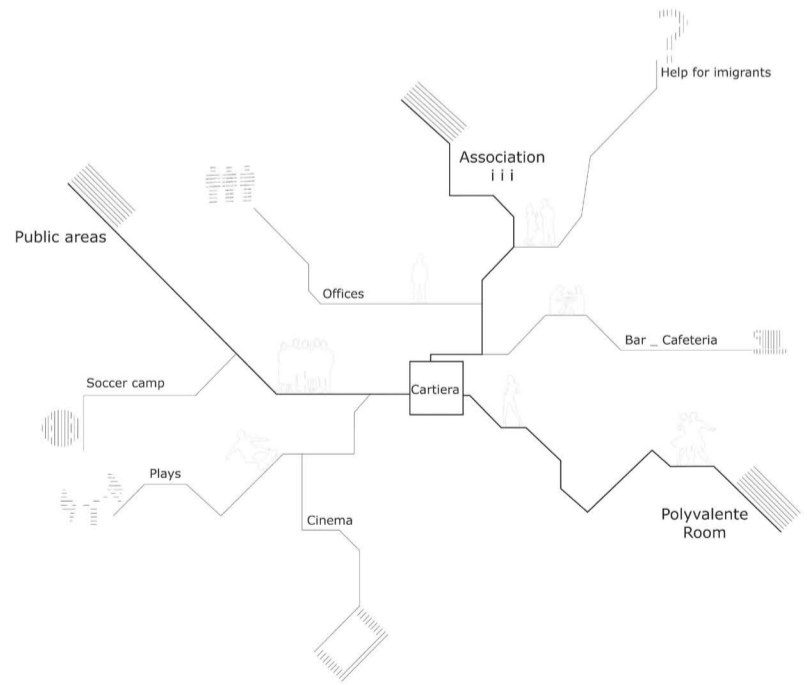 Help for imigrants
Association
i i i
Public areas
Offices
Bar _ Cafeteria
Soccer camp
Cartiera
Plays
Polyvalente
Room
Cinema